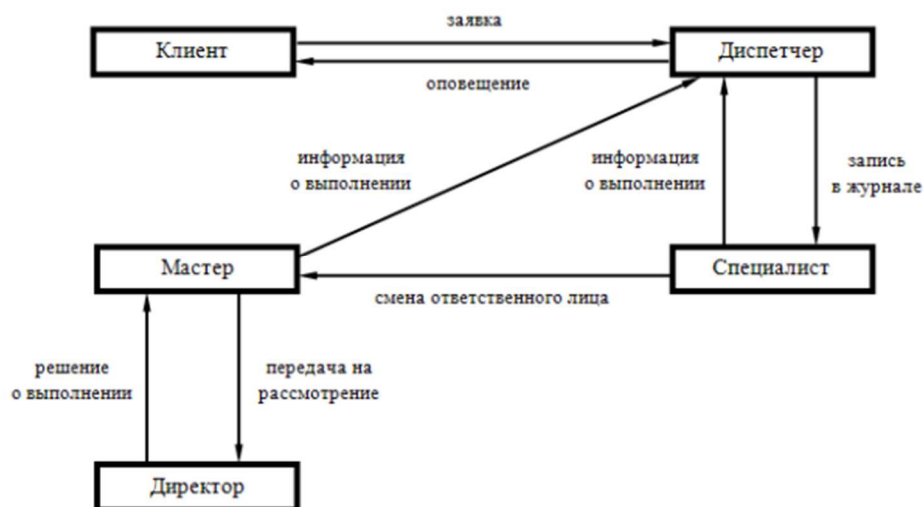 заявка
Клиент
Диспетчер
оповещение
информация
о выполнении
информация
о выполнении
запись
в журнале
Мастер
Специалист
смена ответственного лица
решение
о выполнении
передача на
рассмотрение
Директор